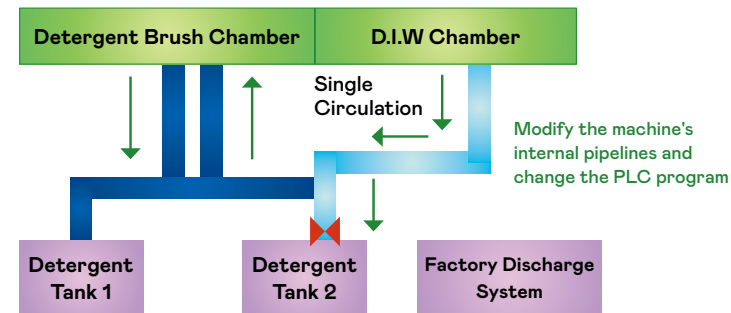 Detergent Brush Chamber
D.I.W Chamber
Single
Circulation
Modify the machine's
internal pipelines and
change the PLC program
Detergent
Tank 1
Detergent
Tank 2
Factory Discharge
System